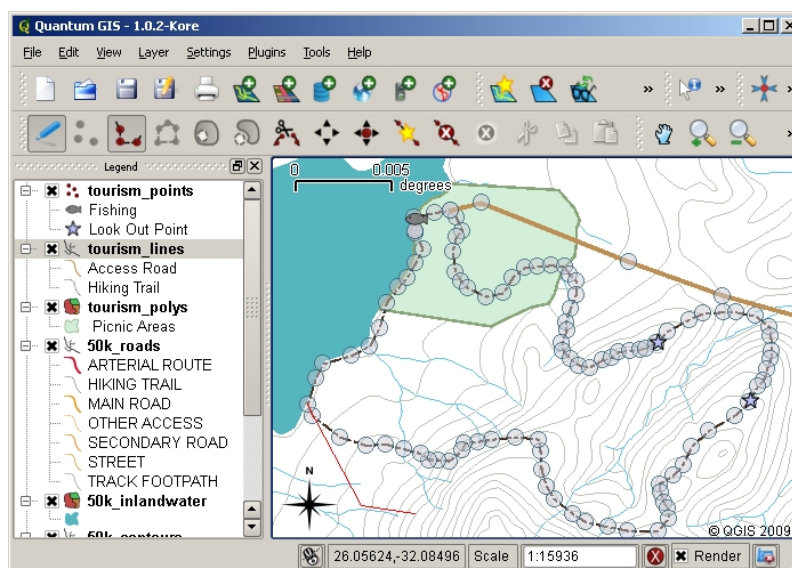 Quantum GIS - 1.0.2-Kore
File Edit View Layer Settings Plugins Tools Help
Legend
tourism_points
Fishing
Look Out Point
tourism_lines
Access Road
Hiking Trail
tourism_polys
Picnic Areas
50k_roads
ARTERIAL ROUTE
HIKING TRAIL
MAIN ROAD
OTHER ACCESS
SECONDARY ROAD
STREET
TRACK FOOTPATH
50k_inlandwater
50k_contours
0 0.005
degrees
N
© QGIS 2009
26.05624,-32.08496 Scale 1:15936 Render